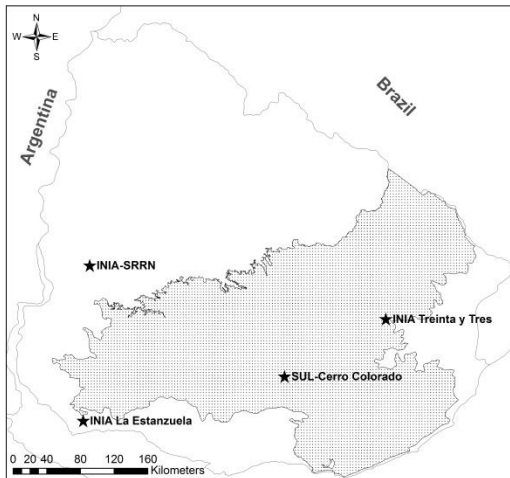 N
W E
S
Argentina
Brazil
INIA-SRRN
INIA Treinta y Tres
SUL-Cerro Colorado
INIA La Estanzuela
0 20 40 80 120 160
Kilometers